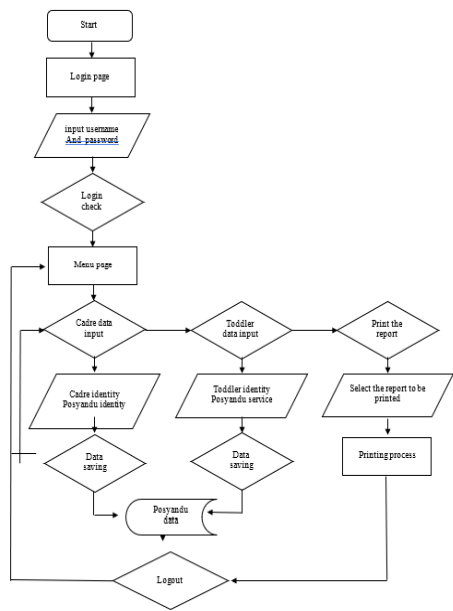 Start
Login page
input username
And password
Login
check
Menu page
Cadre data
input
Toddler
data input
Print the
report
Cadre identity
Posyandu identity
Toddler identity
Posyandu service
Select the report to be
printed
Data
saving
Data
saving
Printing process
Posyandu
data
Logout